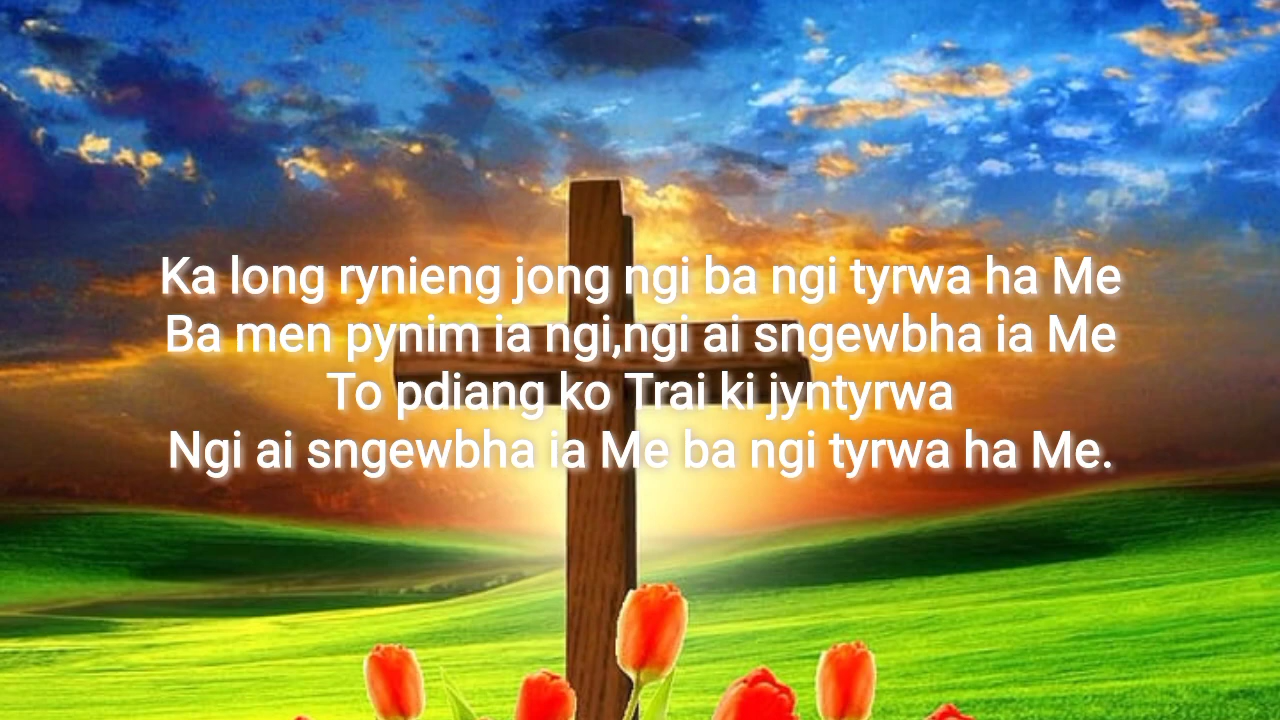 Ka long rynieng jong ngi ba ngi tyrwa ha Me
Ba men pynim ia ngi,ngi ai sngewbha ia Me
To pdiang ko Trai ki jyntyrwa
Ngi ai sngewbha ia Me ba ngi tyrwa ha Me.